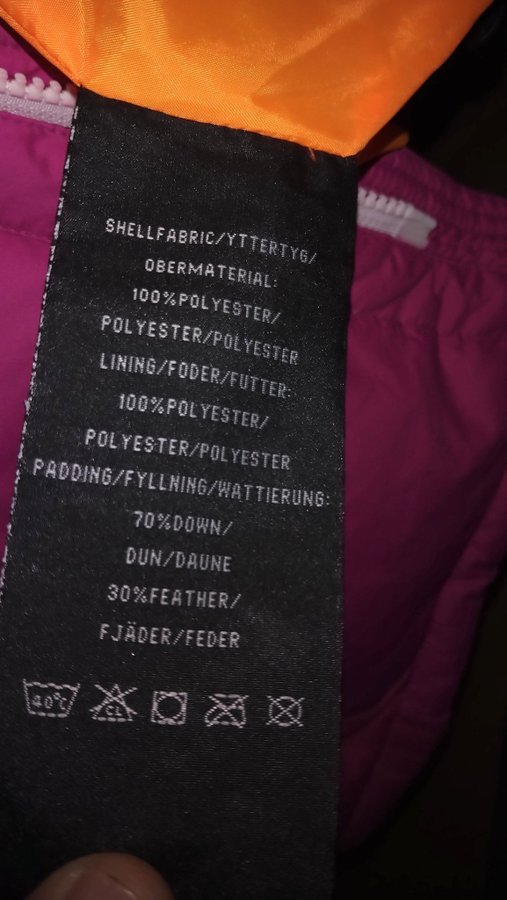 SHELLFABRIC/YTTERTYG/
OBERMATERIAL:
100%POLYESTER/
POLYESTER/POLYESTER
LINING/FODER/FUTTER:
100%POLYESTER/
POLYESTER/POLYESTER
PADDING/FYLLNING/WATTIERUNG:
70%DOWN/
DUN/DAUNE
30%FEATHER/
FJÄDER/FEDER
40°C CL